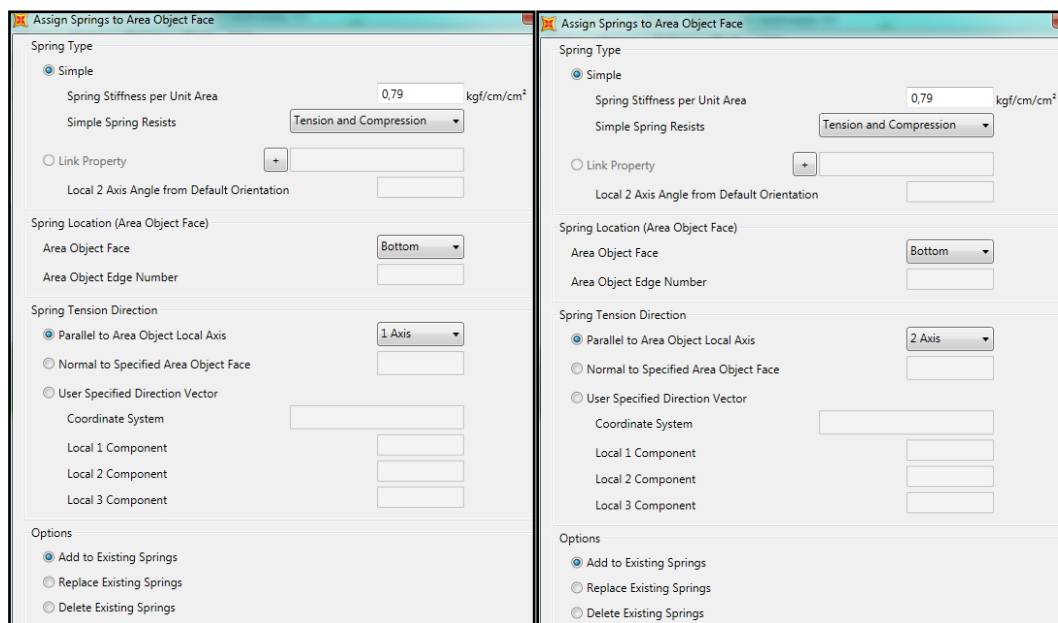 Assign Springs to Area Object Face
Spring Type
Simple
Spring Stiffness per Unit Area 0,79 kgf/cm/cm²
Simple Spring Resists Tension and Compression
Link Property +
Local 2 Axis Angle from Default Orientation
Spring Location (Area Object Face)
Area Object Face Bottom
Area Object Edge Number
Spring Tension Direction
Parallel to Area Object Local Axis 1 Axis
Normal to Specified Area Object Face
User Specified Direction Vector
Coordinate System
Local 1 Component
Local 2 Component
Local 3 Component
Options
Add to Existing Springs
Replace Existing Springs
Delete Existing Springs
Assign Springs to Area Object Face
Spring Type
Simple
Spring Stiffness per Unit Area 0,79 kgf/cm/cm²
Simple Spring Resists Tension and Compression
Link Property +
Local 2 Axis Angle from Default Orientation
Spring Location (Area Object Face)
Area Object Face Bottom
Area Object Edge Number
Spring Tension Direction
Parallel to Area Object Local Axis 2 Axis
Normal to Specified Area Object Face
User Specified Direction Vector
Coordinate System
Local 1 Component
Local 2 Component
Local 3 Component
Options
Add to Existing Springs
Replace Existing Springs
Delete Existing Springs